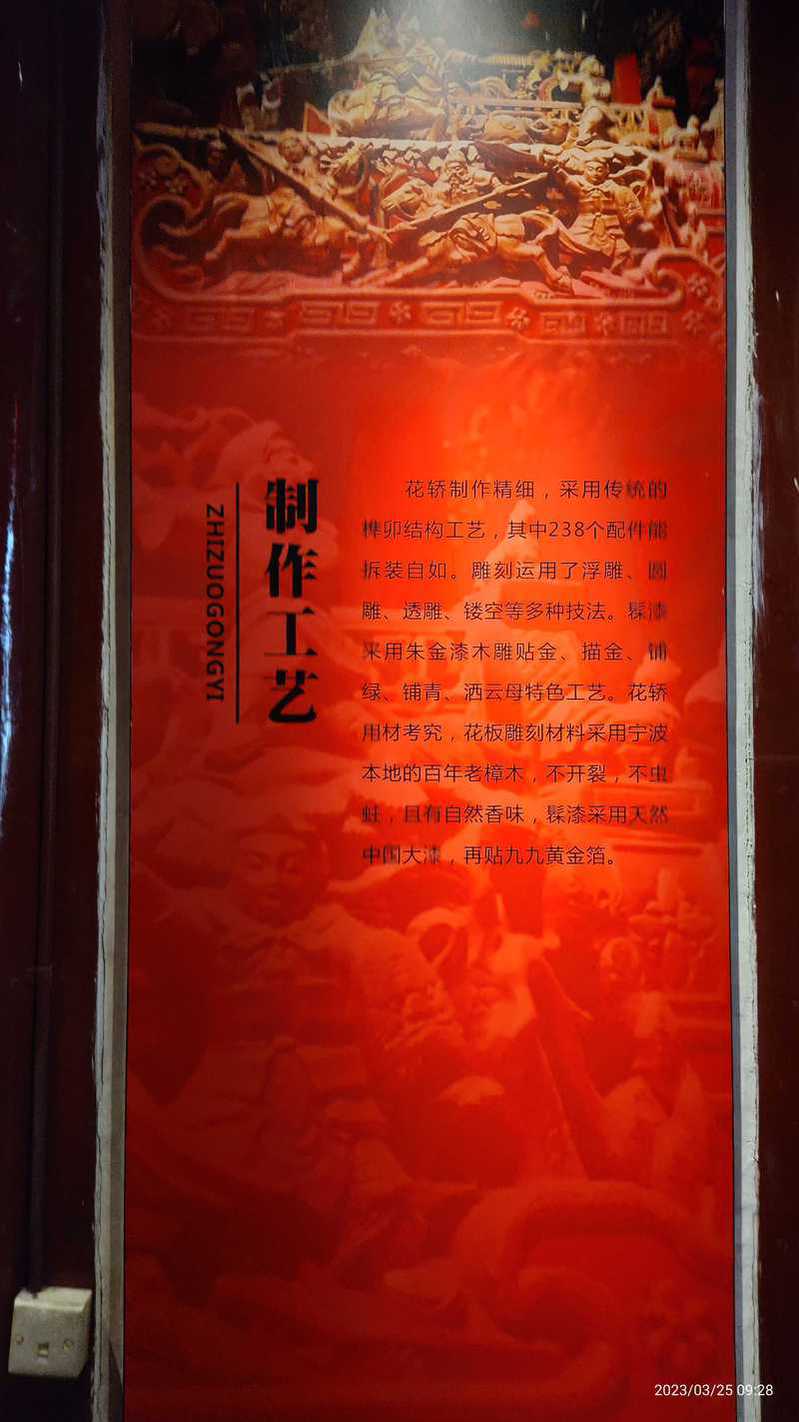 制作工艺
ZHIZUOGONGYI
花轿制作精细，采用传统的
榫卯结构工艺，其中238个配件能
拆装自如。雕刻运用了浮雕、圆
雕、透雕、镂空等多种技法。髹漆
采用朱金漆木雕贴金、描金、铺
绿、铺青、洒云母特色工艺。花轿
用材考究，花板雕刻材料采用宁波
本地的百年老樟木，不开裂，不虫
蛀，且有自然香味，髹漆采用天然
中国大漆，再贴九九黄金箔。
2023/03/25 09:28